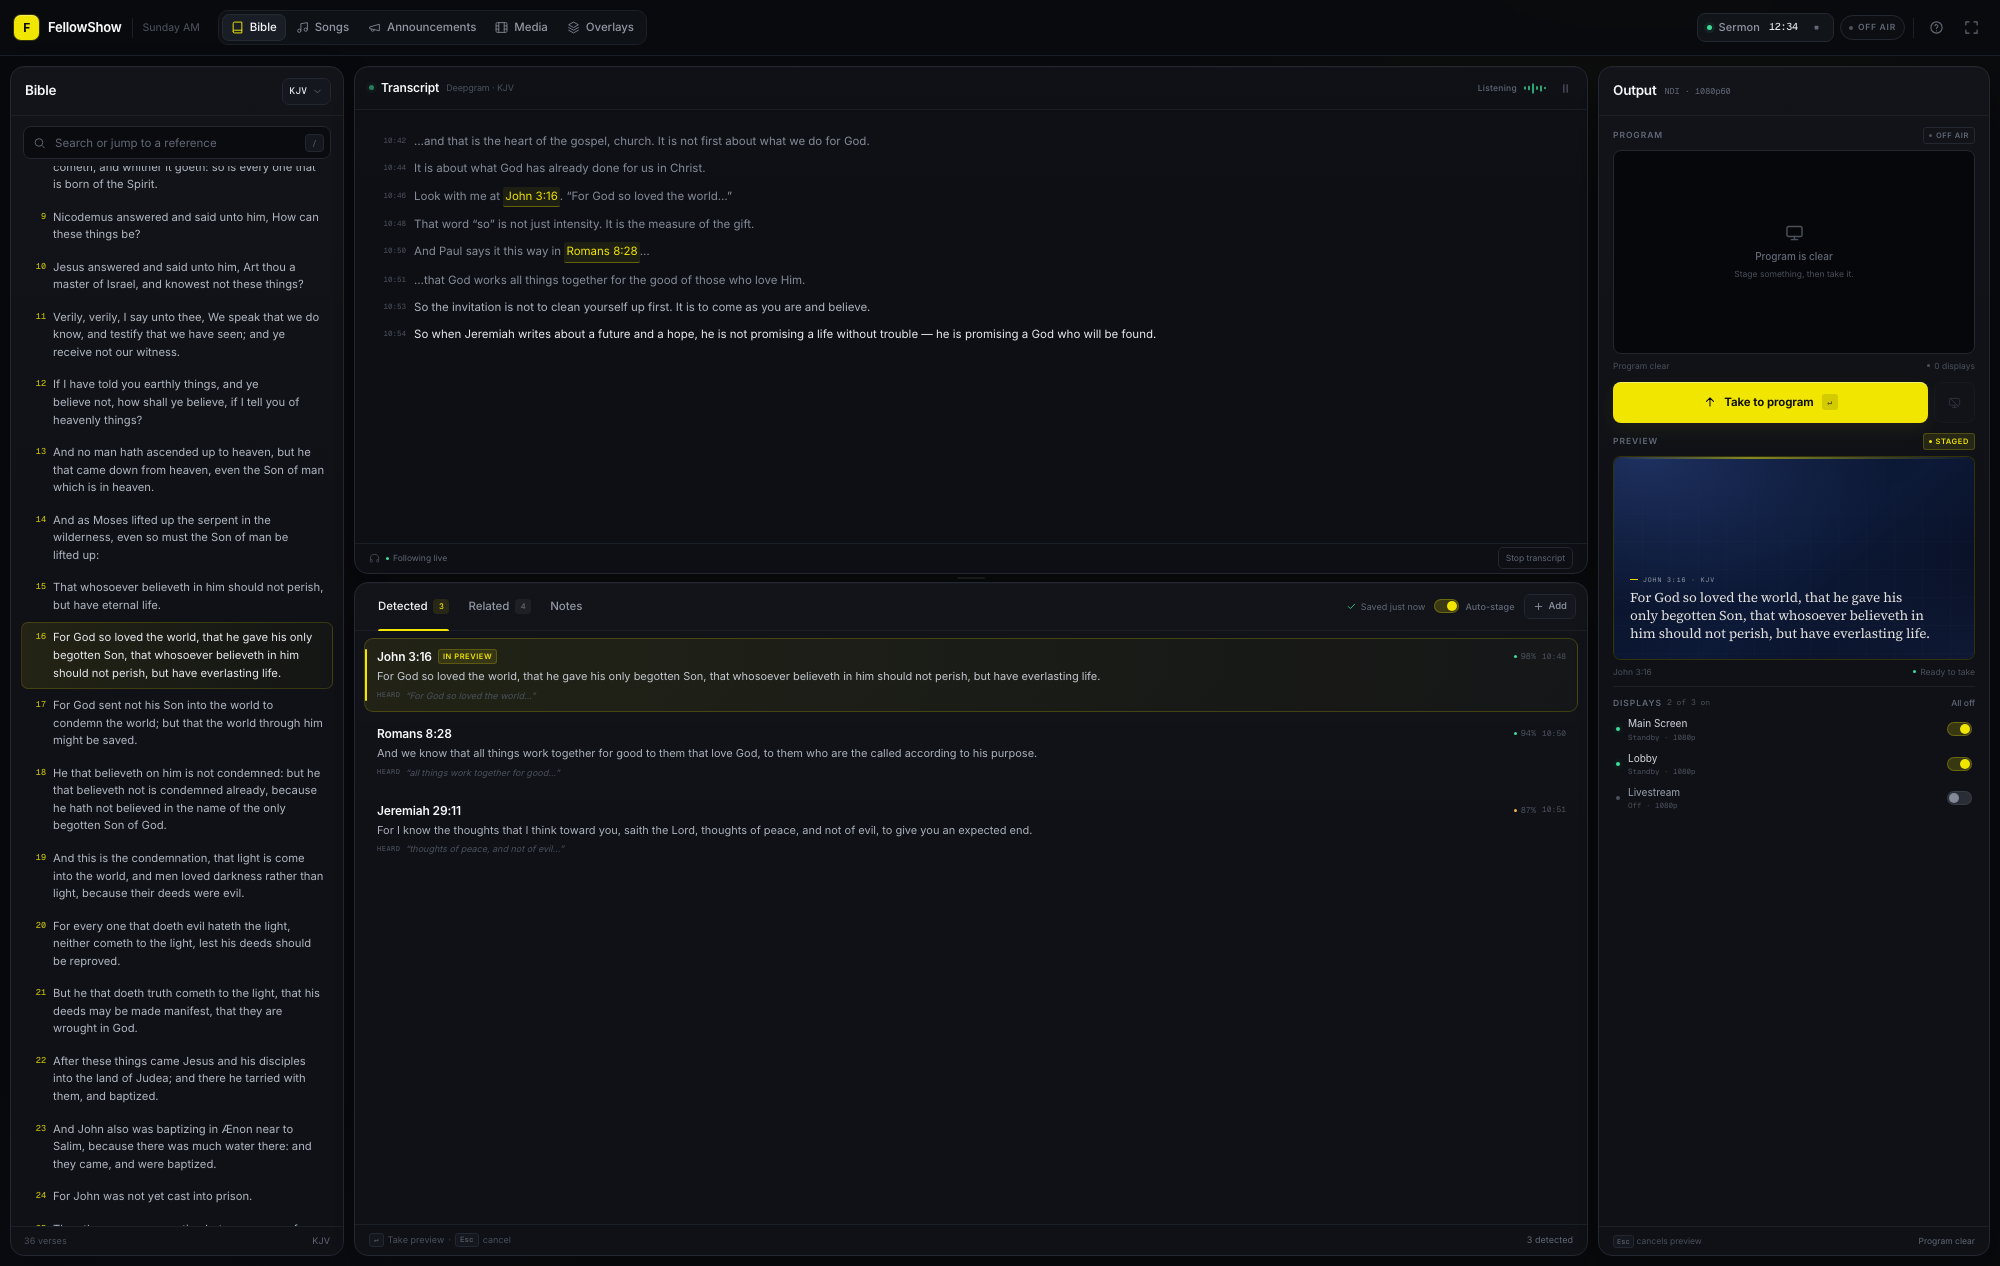 F FellowShow Sunday AM Bible Songs Announcements Media Overlays Sermon 12:34 OFF AIR
Bible KJV
Search or jump to a reference /
cometh, and whither it goeth: so is every one that
is born of the Spirit.
9 Nicodemus answered and said unto him, How can
these things be?
10 Jesus answered and said unto him, Art thou a
master of Israel, and knowest not these things?
11 Verily, verily, I say unto thee, We speak that we do
know, and testify that we have seen; and ye
receive not our witness.
12 If I have told you earthly things, and ye
believe not, how shall ye believe, if I tell you of
heavenly things?
13 And no man hath ascended up to heaven, but he
that came down from heaven, even the Son of man
which is in heaven.
14 And as Moses lifted up the serpent in the
wilderness, even so must the Son of man be
lifted up:
15 That whosoever believeth in him should not perish,
but have eternal life.
16 For God so loved the world, that he gave his only
begotten Son, that whosoever believeth in him
should not perish, but have everlasting life.
17 For God sent not his Son into the world to
condemn the world; but that the world through him
might be saved.
18 He that believeth on him is not condemned: but he
that believeth not is condemned already, because
he hath not believed in the name of the only
begotten Son of God.
19 And this is the condemnation, that light is come
into the world, and men loved darkness rather than
light, because their deeds were evil.
20 For every one that doeth evil hateth the light,
neither cometh to the light, lest his deeds should
be reproved.
21 But he that doeth truth cometh to the light, that his
deeds may be made manifest, that they are
wrought in God.
22 After these things came Jesus and his disciples
into the land of Judea; and there he tarried with
them, and baptized.
23 And John also was baptizing in Ænon near to
Salim, because there was much water there: and
they came, and were baptized.
24 For John was not yet cast into prison.
36 verses KJV
Transcript Deepgram · KJV Listening
10:42 ...and that is the heart of the gospel, church. It is not first about what we do for God.
10:44 It is about what God has already done for us in Christ.
10:46 Look with me at John 3:16. “For God so loved the world...”
10:48 That word “so” is not just intensity. It is the measure of the gift.
10:50 And Paul says it this way in Romans 8:28...
10:51 ...that God works all things together for the good of those who love Him.
10:53 So the invitation is not to clean yourself up first. It is to come as you are and believe.
10:54 So when Jeremiah writes about a future and a hope, he is not promising a life without trouble — he is promising a God who will be found.
Following live Stop transcript
Detected 3 Related 4 Notes Saved just now Auto-stage + Add
John 3:16 IN PREVIEW 98% 10:48
For God so loved the world, that he gave his only begotten Son, that whosoever believeth in him should not perish, but have everlasting life.
HEARD “For God so loved the world...”
Romans 8:28 94% 10:50
And we know that all things work together for good to them that love God, to them who are the called according to his purpose.
HEARD “all things work together for good...”
Jeremiah 29:11 87% 10:51
For I know the thoughts that I think toward you, saith the Lord, thoughts of peace, and not of evil, to give you an expected end.
HEARD “thoughts of peace, and not of evil...”
↵ Take preview · Esc cancel 3 detected
Output NDI · 1080p60
PROGRAM OFF AIR
Program is clear
Stage something, then take it.
Program clear 0 displays
↑ Take to program ↵
PREVIEW STAGED
— JOHN 3:16 · KJV
For God so loved the world, that he gave his
only begotten Son, that whosoever believeth in
him should not perish, but have everlasting life.
John 3:16 Ready to take
DISPLAYS 2 of 3 on All off
Main Screen
Standby · 1080p
Lobby
Standby · 1080p
Livestream
Off · 1080p
Esc cancels preview Program clear